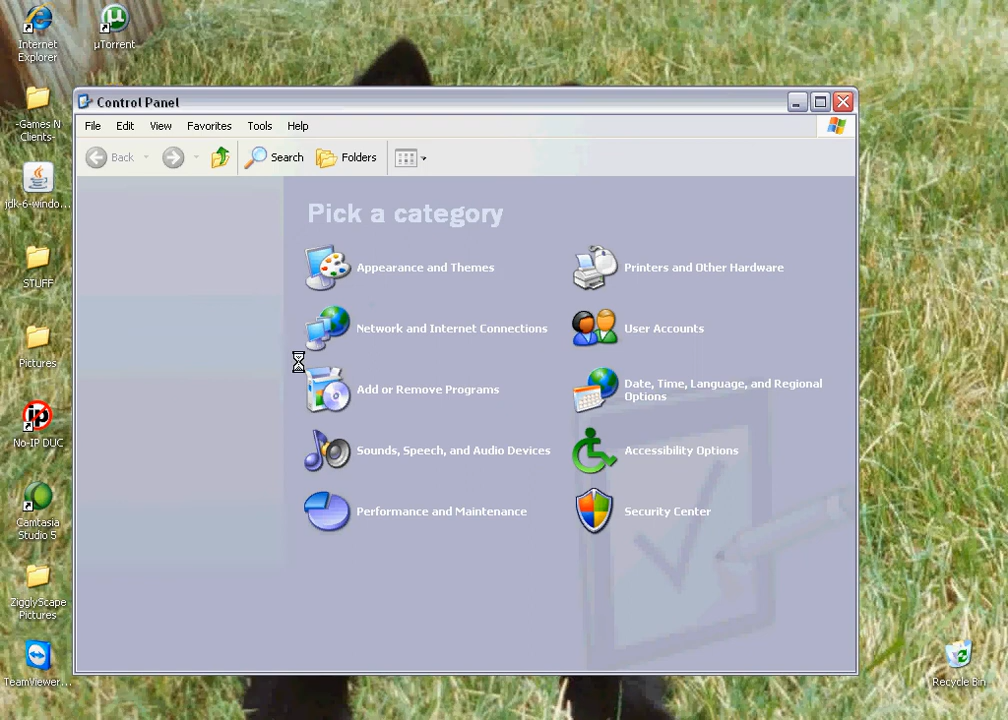 Internet
Explorer
µTorrent
-Games N
Clients-
jdk-6-windo...
STUFF
Pictures
No-IP DUC
Camtasia
Studio 5
ZigglyScape
Pictures
TeamViewer...
Control Panel
File Edit View Favorites Tools Help
Back Search Folders
Pick a category
Appearance and Themes
Printers and Other Hardware
Network and Internet Connections
User Accounts
Add or Remove Programs
Date, Time, Language, and Regional
Options
Sounds, Speech, and Audio Devices
Accessibility Options
Performance and Maintenance
Security Center
Recycle Bin